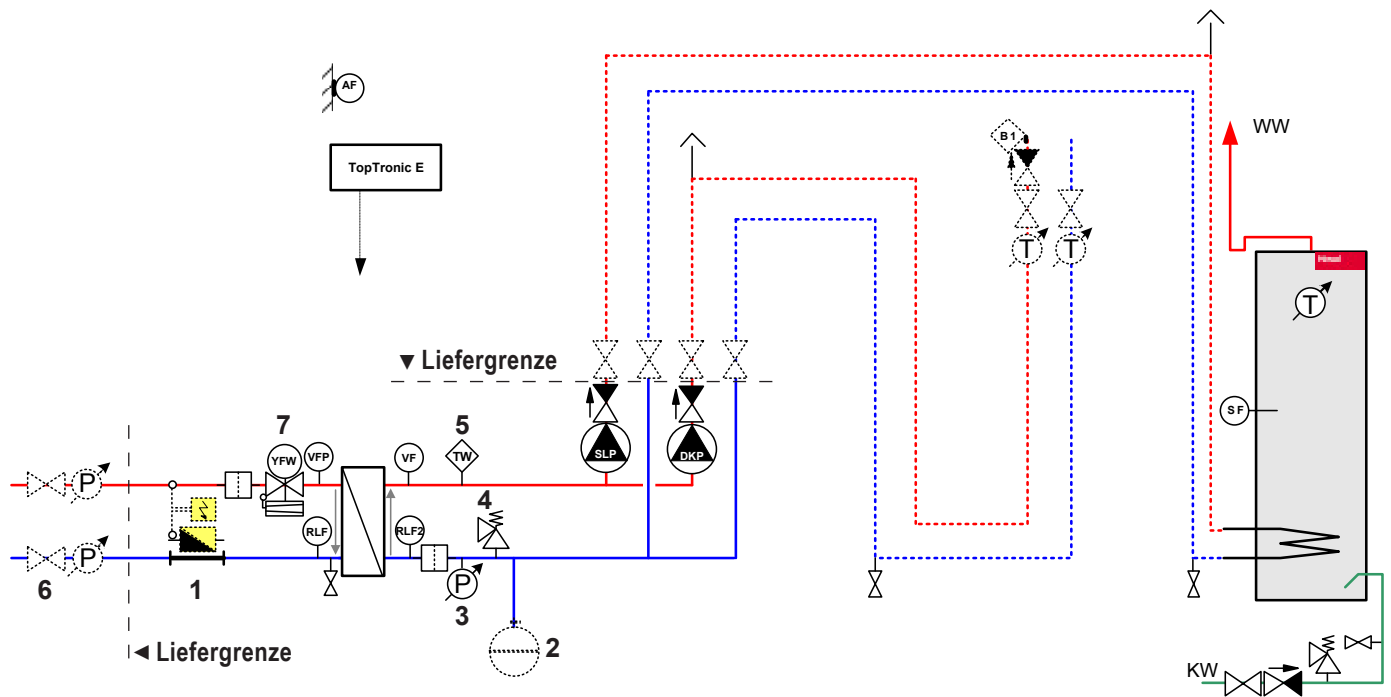 AF
TopTronic E
B 1
WW
T
T
T
▼ Liefergrenze
SF
7
5
YFW
VFP
VF
TW
SLP
DKP
P
4
RLF
RLF2
P
P
6
1
3
2
◄ Liefergrenze
KW